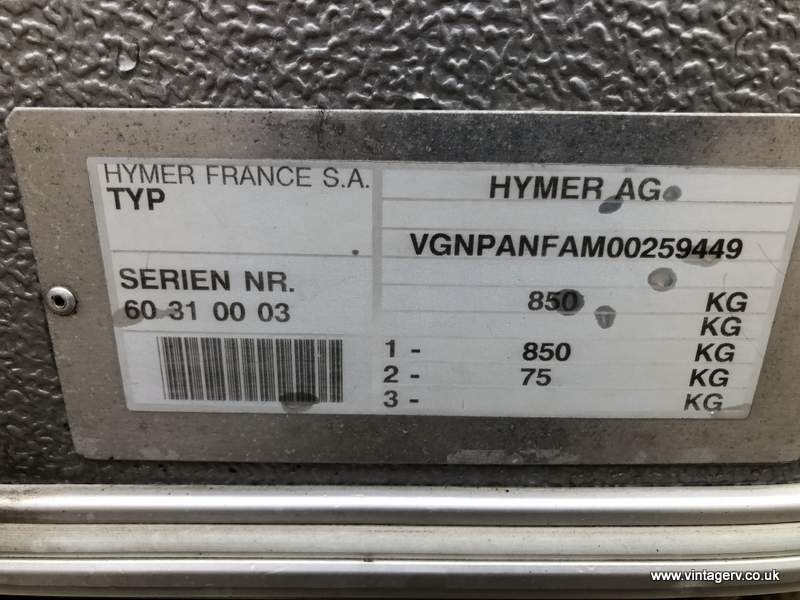 HYMER FRANCE S.A.
TYP
SERIEN NR.
60 31 00 03
HYMER AG
VGNPANFAM00259449
850 KG
KG
1 - 850 KG
2 - 75 KG
3 - KG
www.vintagerv.co.uk